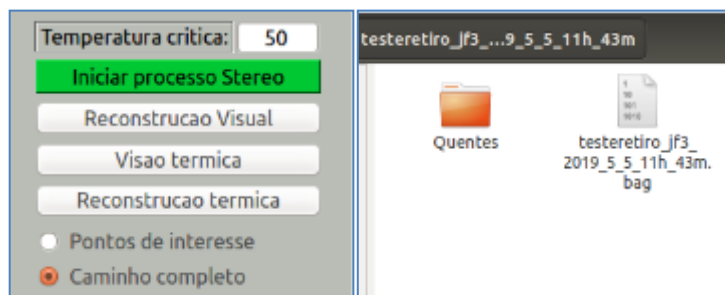 Temperatura critica: 50
Iniciar processo Stereo
Reconstrucao Visual
Visao termica
Reconstrucao termica
Pontos de interesse
Caminho completo
testeretiro_jf3_...9_5_5_11h_43m
Quentes
testeretiro_jf3_
2019_5_5_11h_43m.
bag